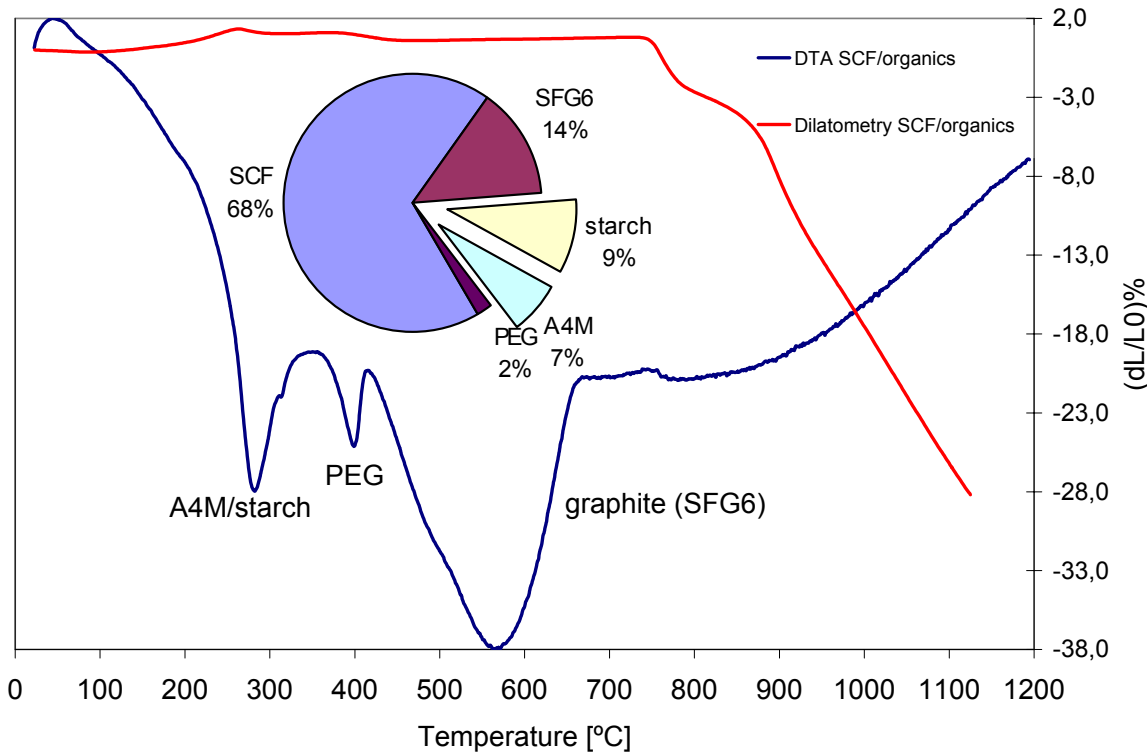 2,0
-3,0
-8,0
-13,0
-18,0
-23,0
-28,0
-33,0
-38,0
(dL/L0)%
DTA SCF/organics
Dilatometry SCF/organics
SFG6
14%
SCF
68%
starch
9%
A4M
7%
PEG
2%
A4M/starch
PEG
graphite (SFG6)
0 100 200 300 400 500 600 700 800 900 1000 1100 1200
Temperature [ºC]